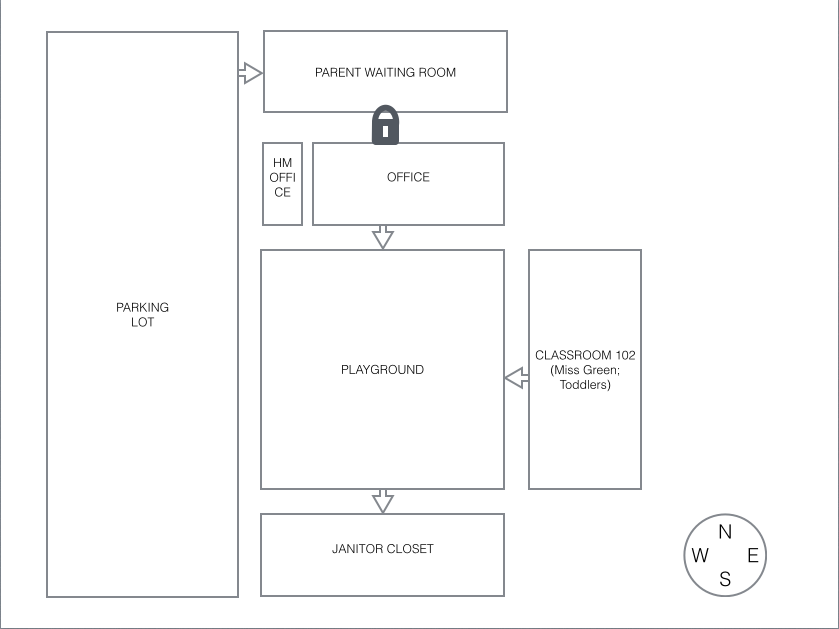 PARENT WAITING ROOM
HM
OFFI
CE
OFFICE
PARKING
LOT
PLAYGROUND
CLASSROOM 102
(Miss Green;
Toddlers)
JANITOR CLOSET
N
W E
S